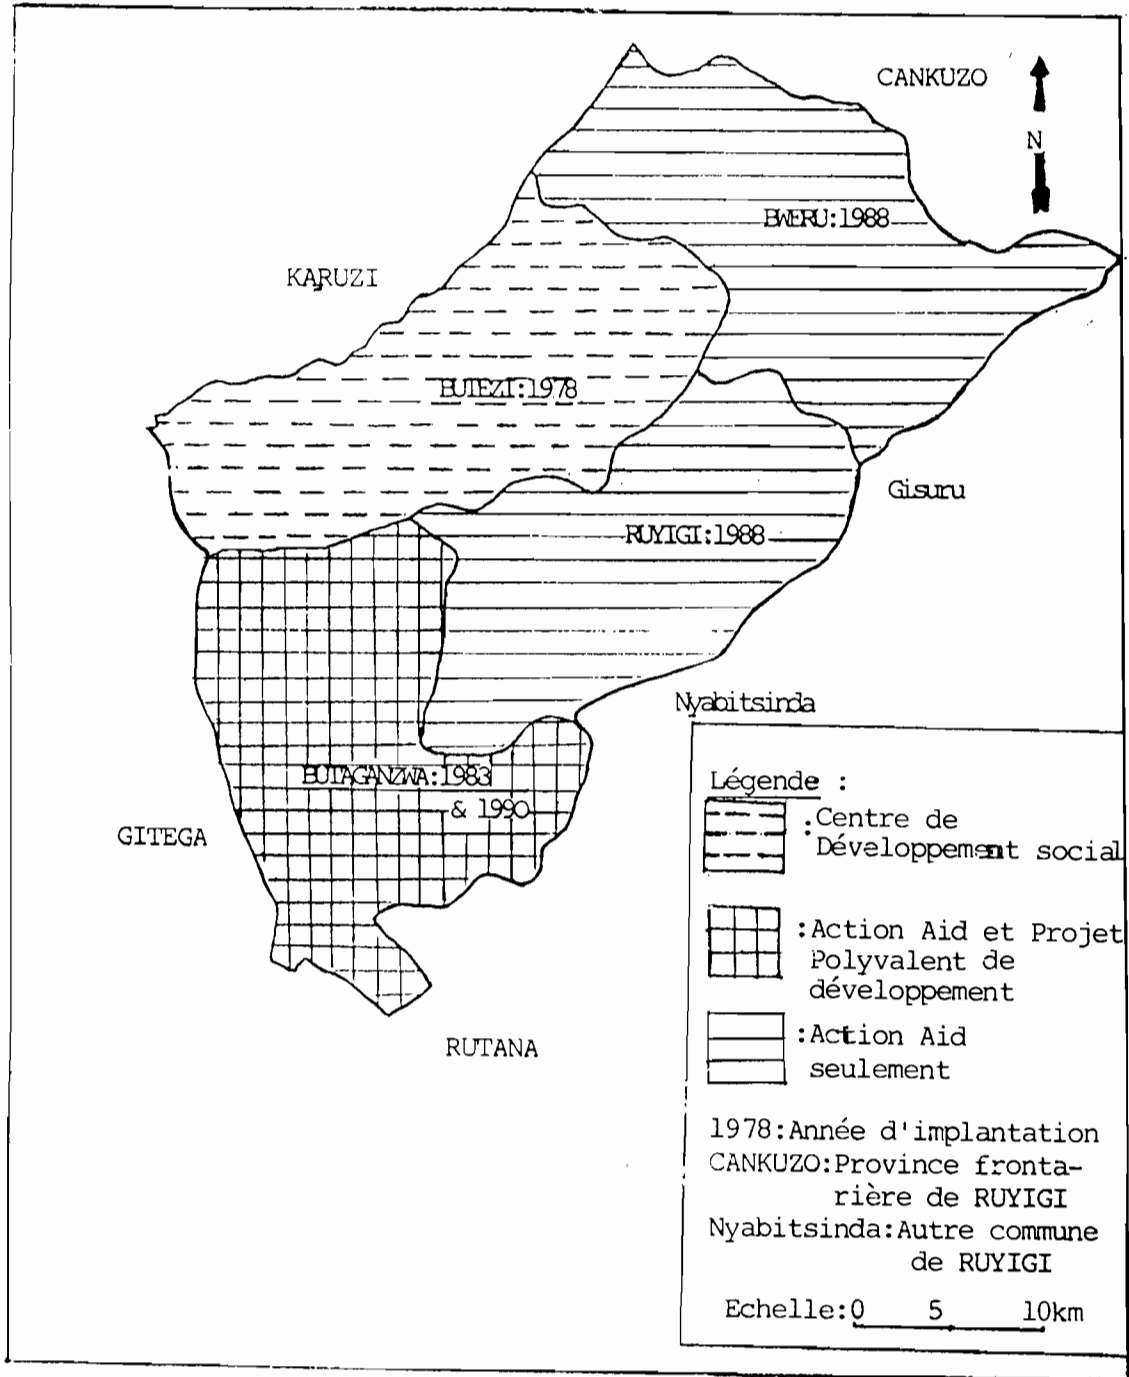 CANKUZO
N
BWERU:1988
KARUZI
BUTEZI:1978
Gisuru
RUYIGI:1988
Nyabitsinda
BUTAGANZWA:1983
& 1990
GITEGA
RUTANA
Légende :
:Centre de
Développement social
:Action Aid et Projet
Polyvalent de
développement
:Action Aid
seulement
1978:Année d'implantation
CANKUZO:Province fronta-
rière de RUYIGI
Nyabitsinda:Autre commune
de RUYIGI
Echelle:0 5 10km